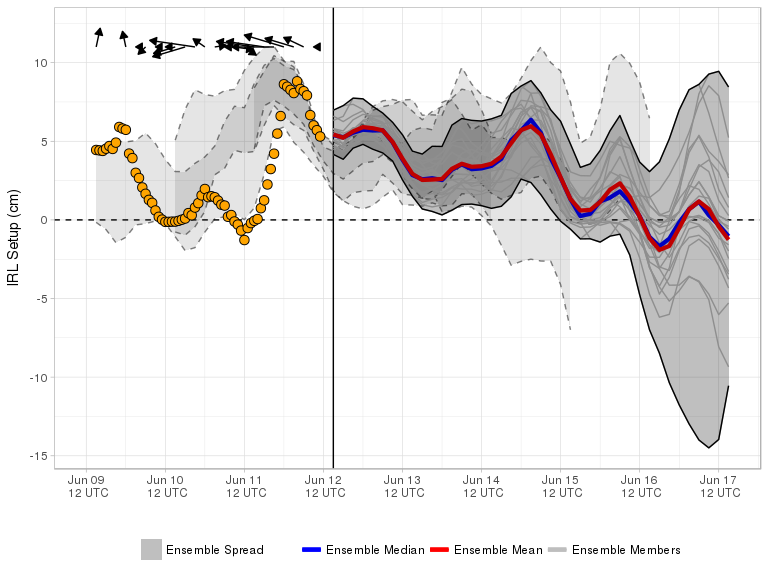 IRL Setup (cm)
10
5
0
-5
-10
-15
Jun 09 Jun 10 Jun 11 Jun 12 Jun 13 Jun 14 Jun 15 Jun 16 Jun 17
12 UTC 12 UTC 12 UTC 12 UTC 12 UTC 12 UTC 12 UTC 12 UTC 12 UTC
Ensemble Spread Ensemble Median Ensemble Mean Ensemble Members